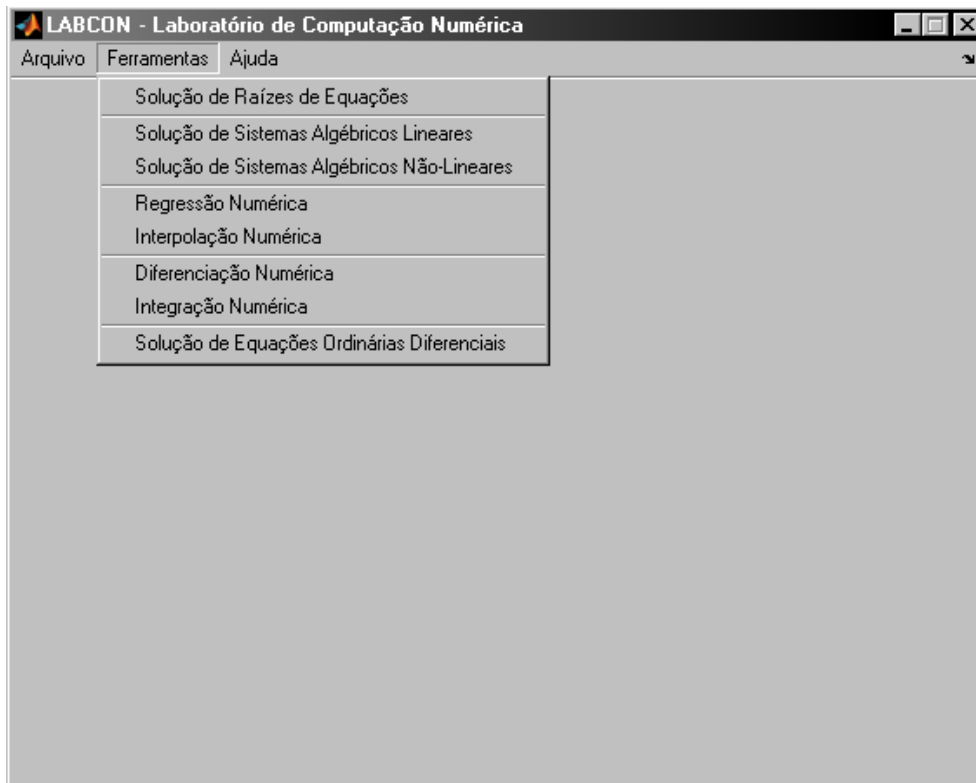 LABCON - Laboratório de Computação Numérica
Arquivo Ferramentas Ajuda
Solução de Raízes de Equações
Solução de Sistemas Algébricos Lineares
Solução de Sistemas Algébricos Não-Lineares
Regressão Numérica
Interpolação Numérica
Diferenciação Numérica
Integração Numérica
Solução de Equações Ordinárias Diferenciais